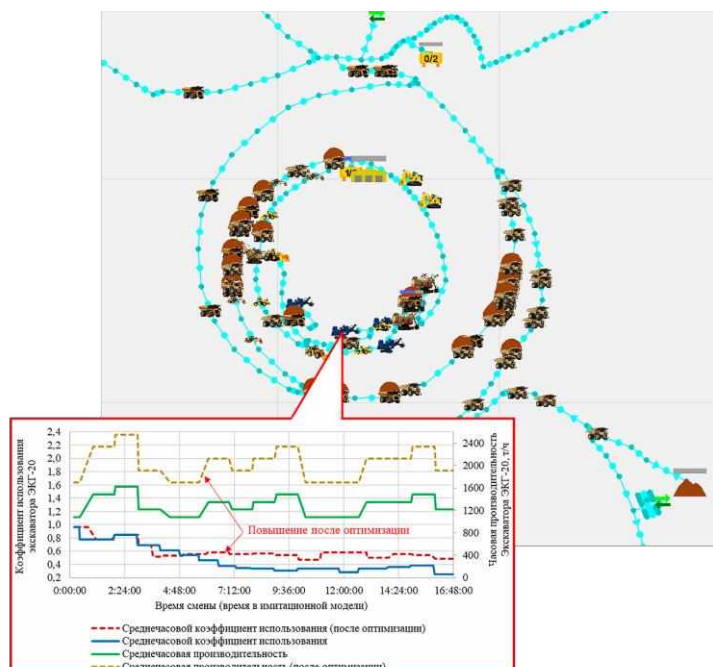 0/2
2,4
2,2
2,0
1,8
1,6
1,4
1,2
1,0
0,8
0,6
0,4
0,2
Коэффициент использования
экскаватора ЭКГ-20
2400
2000
1600
1200
800
400
0
Часовая производительность
Экскаватора ЭКГ-20, т/ч
Повышение после оптимизации
0:00:00 2:24:00 4:48:00 7:12:00 9:36:00 12:00:00 14:24:00 16:48:00
Время смены (время в имитационной модели)
Среднечасовой коэффициент использования (после оптимизации)
Среднечасовой коэффициент использования
Среднечасовая производительность
Среднечасовая производительность (после оптимизации)